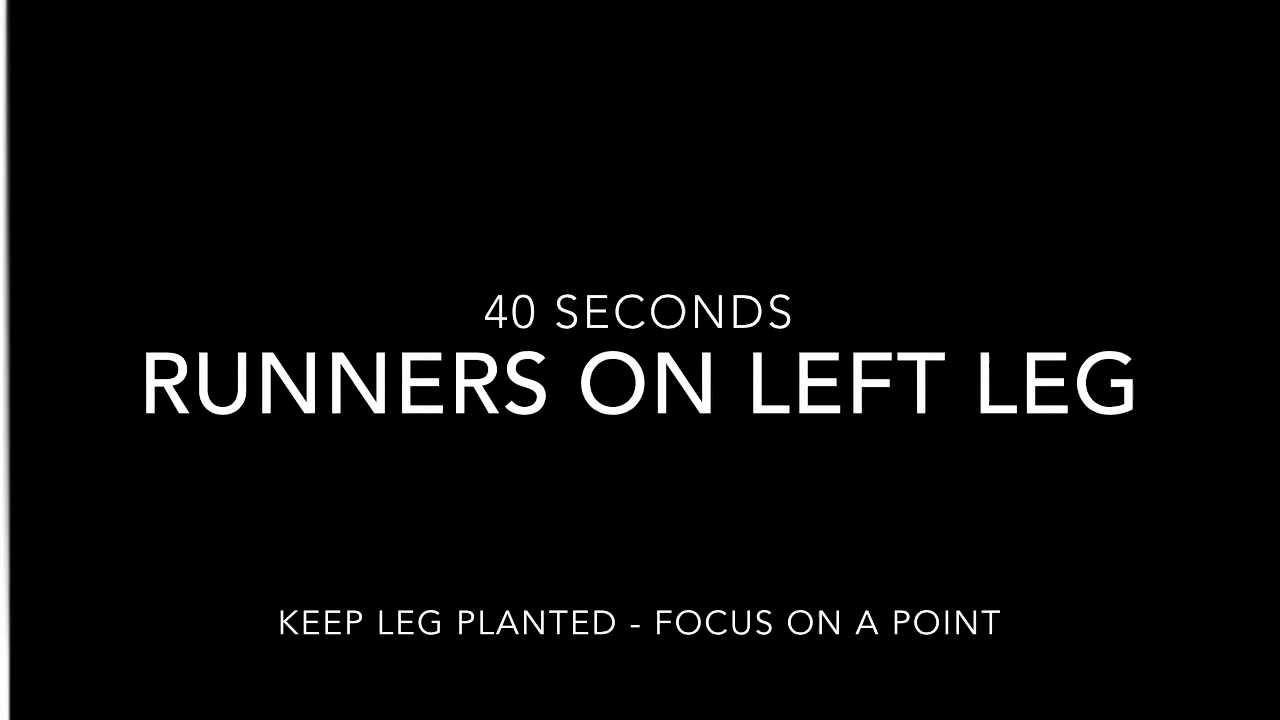 40 SECONDS
RUNNERS ON LEFT LEG
KEEP LEG PLANTED - FOCUS ON A POINT